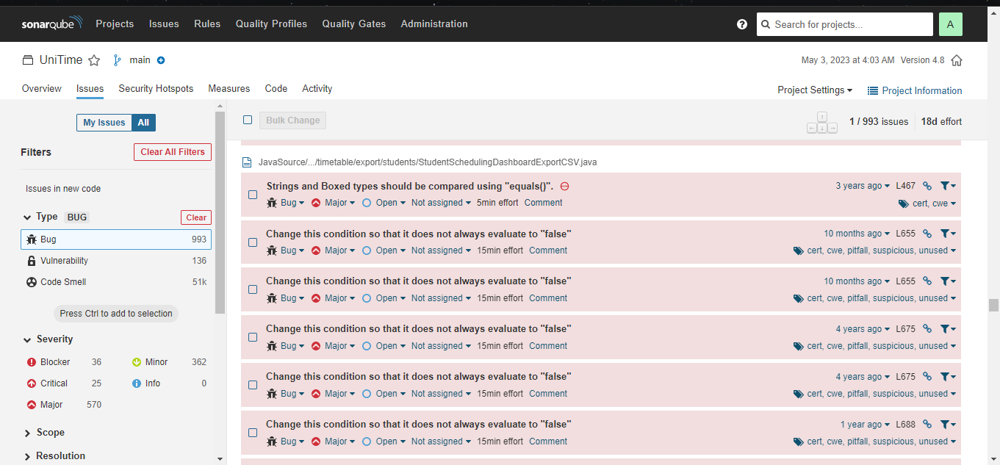 sonarqube Projects Issues Rules Quality Profiles Quality Gates Administration ? Search for projects... A
UniTime main May 3, 2023 at 4:03 AM Version 4.8
Overview Issues Security Hotspots Measures Code Activity Project Settings Project Information
My Issues All
Bulk Change 1 / 993 issues 18d effort
Filters Clear All Filters
Issues in new code
Type BUG Clear
Bug 993
Vulnerability 136
Code Smell 51k
Press Ctrl to add to selection
Severity
Blocker 36 Minor 362
Critical 25 Info 0
Major 570
Scope
Resolution
JavaSource/.../timetable/export/students/StudentSchedulingDashboardExportCSV.java
Strings and Boxed types should be compared using "equals()". 3 years ago L467
Bug Major Open Not assigned 5min effort Comment cert, cwe
Change this condition so that it does not always evaluate to "false" 10 months ago L655
Bug Major Open Not assigned 15min effort Comment cert, cwe, pitfall, suspicious, unused
Change this condition so that it does not always evaluate to "false" 10 months ago L655
Bug Major Open Not assigned 15min effort Comment cert, cwe, pitfall, suspicious, unused
Change this condition so that it does not always evaluate to "false" 4 years ago L675
Bug Major Open Not assigned 15min effort Comment cert, cwe, pitfall, suspicious, unused
Change this condition so that it does not always evaluate to "false" 4 years ago L675
Bug Major Open Not assigned 15min effort Comment cert, cwe, pitfall, suspicious, unused
Change this condition so that it does not always evaluate to "false" 1 year ago L688
Bug Major Open Not assigned 15min effort Comment cert, cwe, pitfall, suspicious, unused